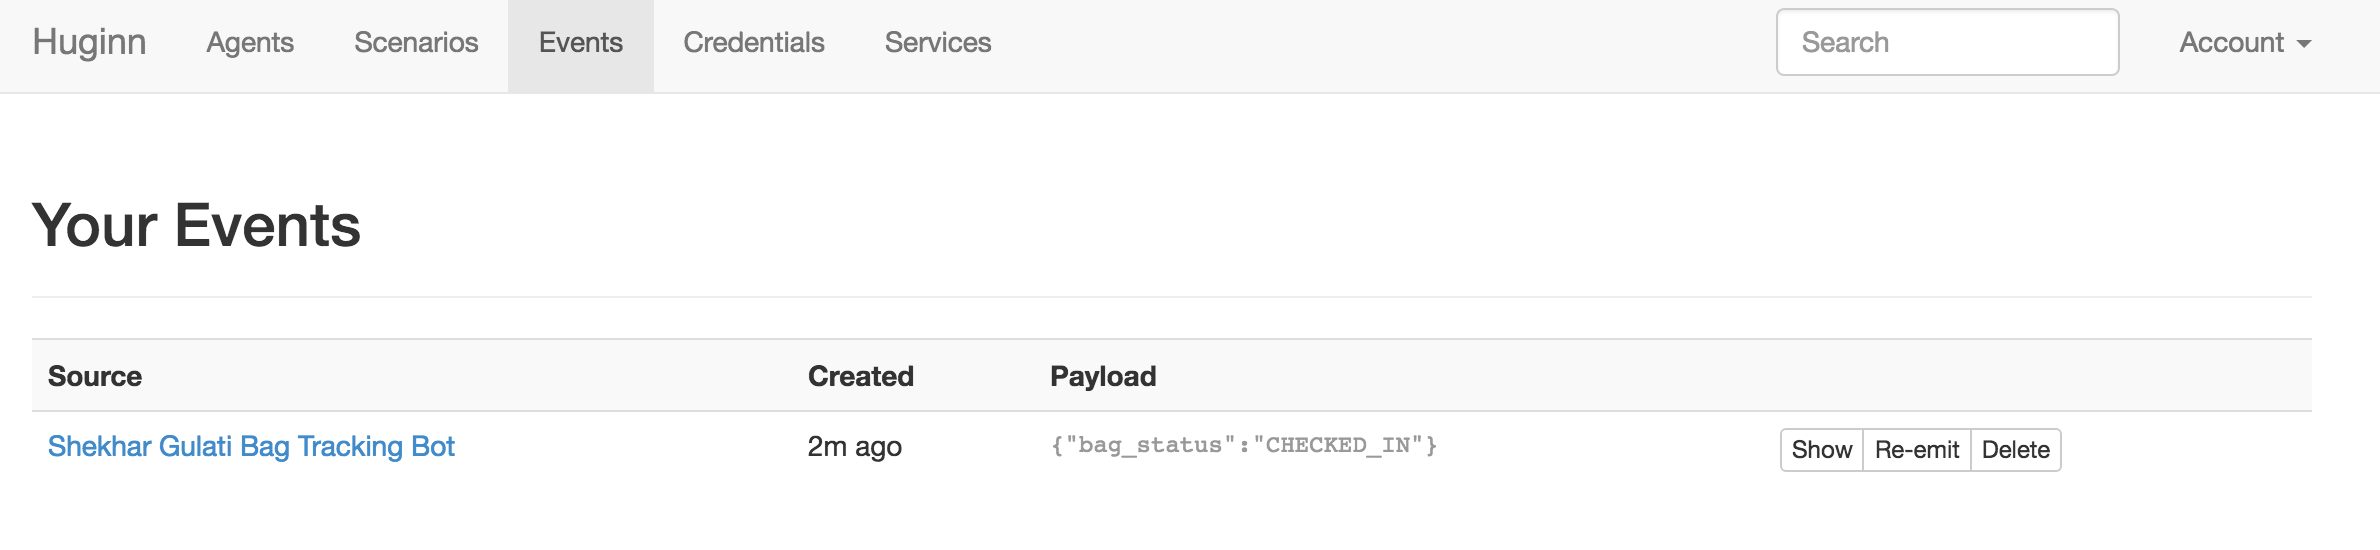 Huginn Agents Scenarios Events Credentials Services Search Account
Your Events
Source Created Payload
Shekhar Gulati Bag Tracking Bot 2m ago {"bag_status":"CHECKED_IN"} Show Re-emit Delete